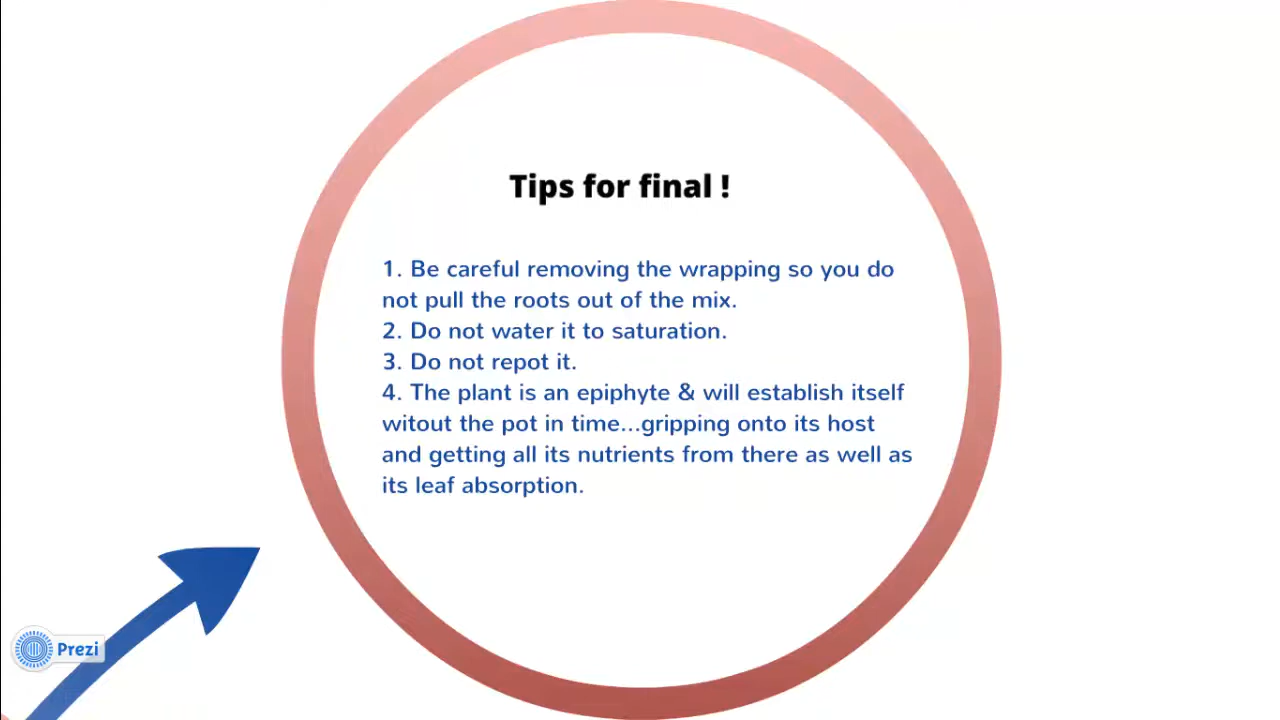 Tips for final !
1. Be careful removing the wrapping so you do
not pull the roots out of the mix.
2. Do not water it to saturation.
3. Do not repot it.
4. The plant is an epiphyte & will establish itself
witout the pot in time...gripping onto its host
and getting all its nutrients from there as well as
its leaf absorption.
Prezi